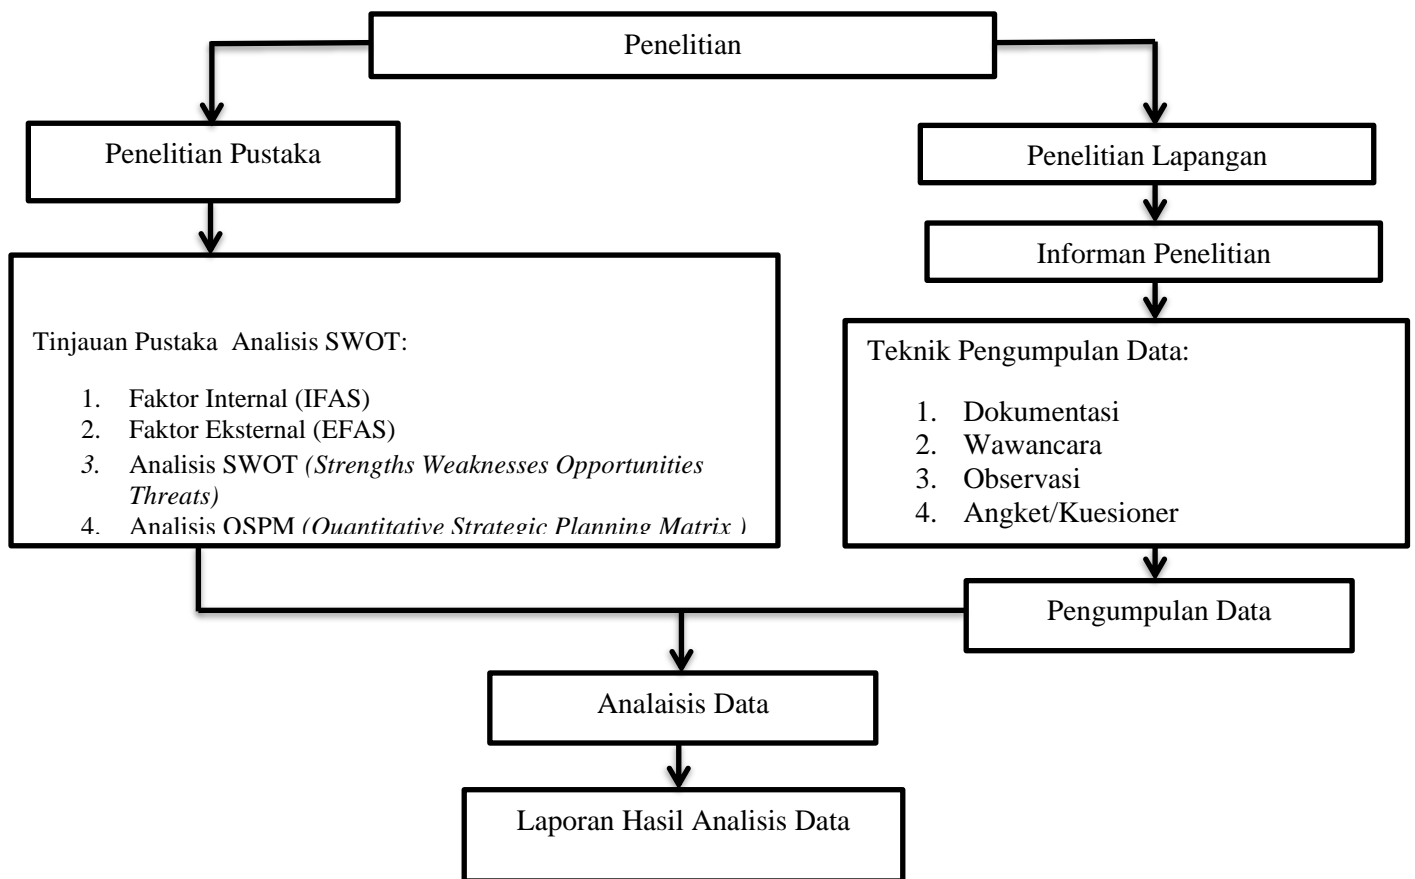 Penelitian
Penelitian Pustaka
Penelitian Lapangan
Informan Penelitian
Tinjauan Pustaka  Analisis SWOT:
1. Faktor Internal (IFAS)
2. Faktor Eksternal (EFAS)
3. Analisis SWOT (Strengths Weaknesses Opportunities
Threats)
4. Analisis QSPM (Quantitative Strategic Planning Matrix )
Teknik Pengumpulan Data:
1. Dokumentasi
2. Wawancara
3. Observasi
4. Angket/Kuesioner
Pengumpulan Data
Analaisis Data
Laporan Hasil Analisis Data